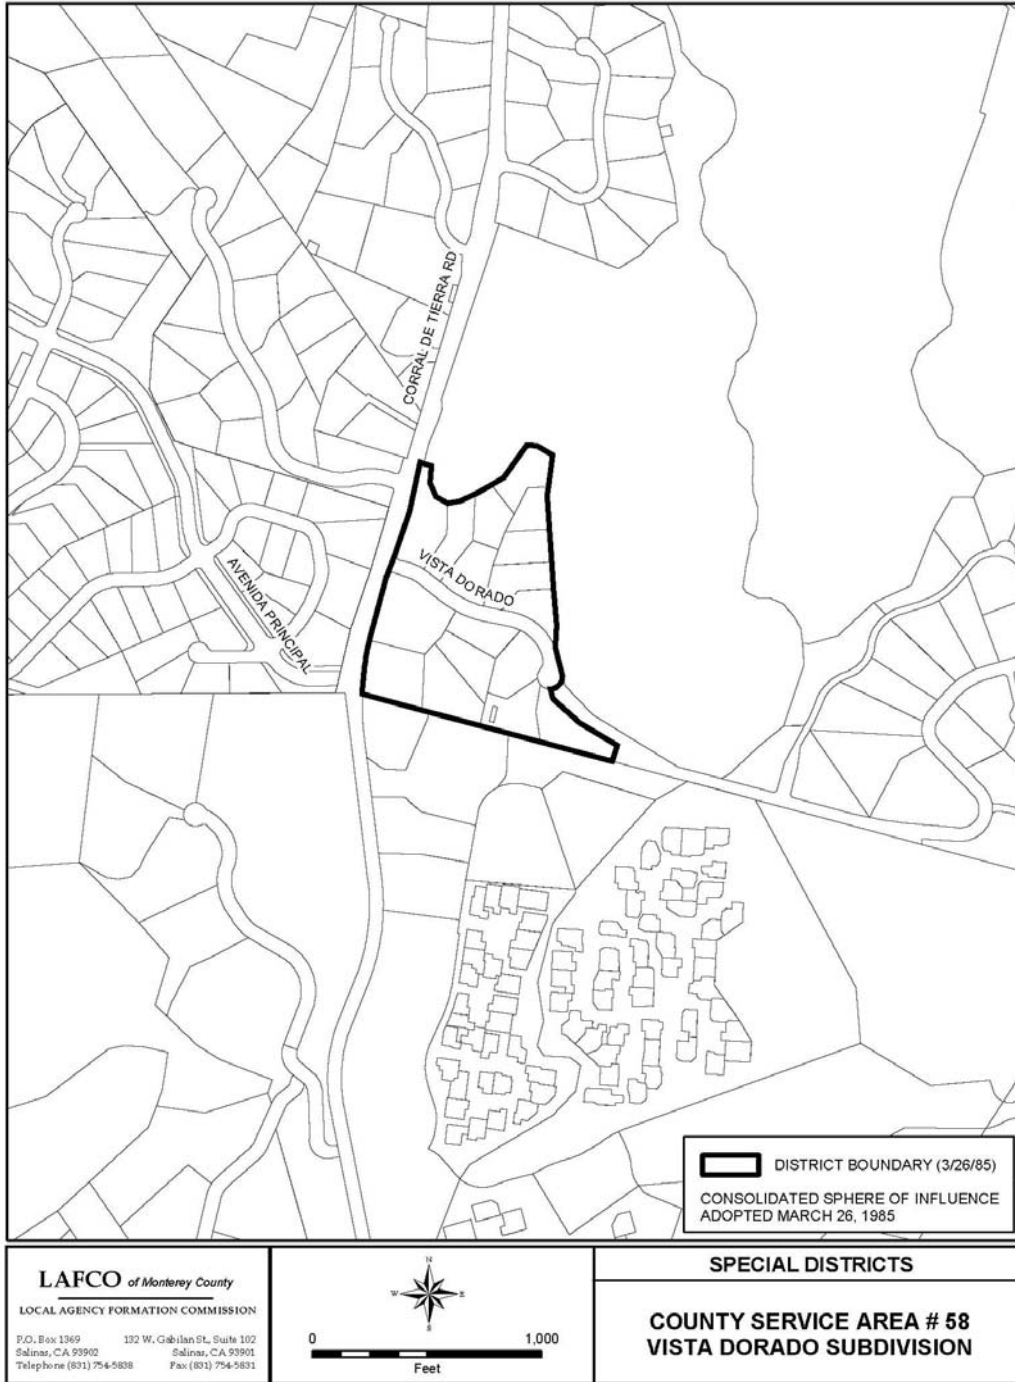 CORRAL DE TIERRA RD
VISTA DORADO
AVENIDA PRINCIPAL
DISTRICT BOUNDARY (3/26/85)
CONSOLIDATED SPHERE OF INFLUENCE
ADOPTED MARCH 26, 1985
LAFCO of Monterey County
LOCAL AGENCY FORMATION COMMISSION
P.O. Box 1369 132 W. Gabilan St., Suite 102
Salinas, CA 93902 Salinas, CA 93901
Telephone (831) 754-5838 Fax (831) 754-5831
N
W E
S
0 1,000
Feet
SPECIAL DISTRICTS
COUNTY SERVICE AREA # 58
VISTA DORADO SUBDIVISION